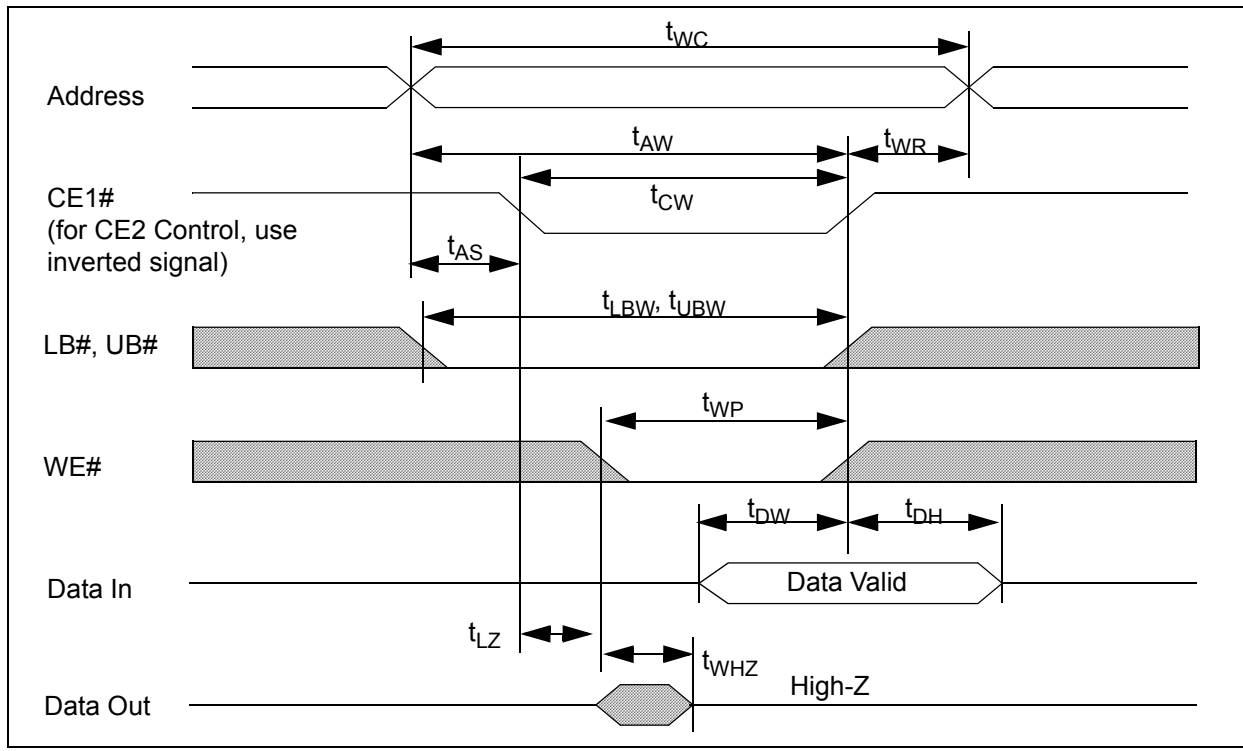 tWC
Address
tAW
tWR
CE1#
(for CE2 Control, use
inverted signal)
tCW
tAS
tLBW, tUBW
LB#, UB#
tWP
WE#
tDW
tDH
Data In
Data Valid
tLZ
tWHZ
High-Z
Data Out